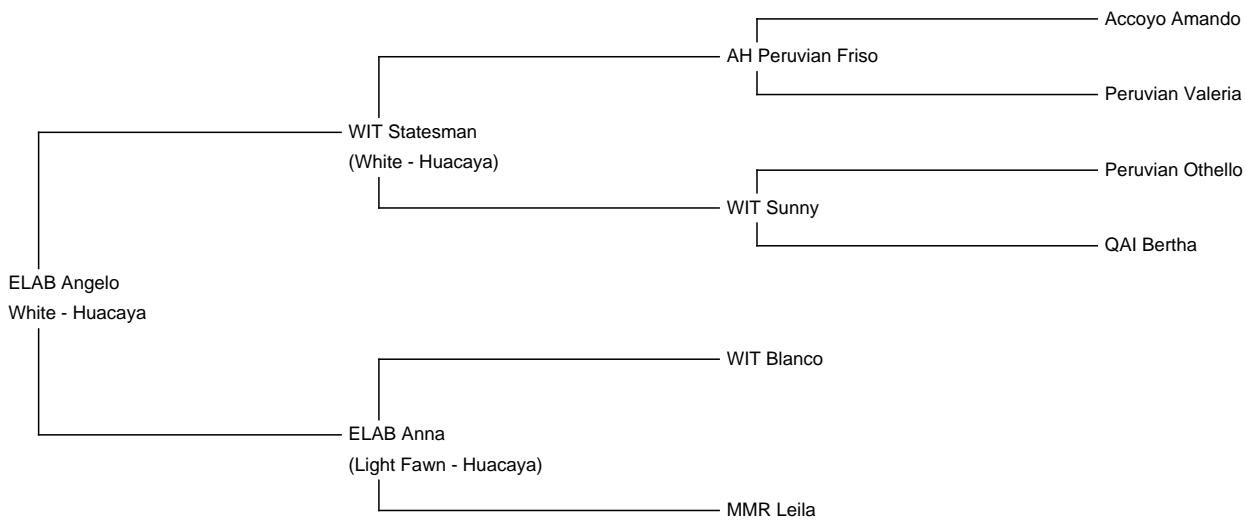 Accoyo Amando
AH Peruvian Friso
Peruvian Valeria
WIT Statesman
(White - Huacaya)
Peruvian Othello
WIT Sunny
QAI Bertha
ELAB Angelo
White - Huacaya
WIT Blanco
ELAB Anna
(Light Fawn - Huacaya)
MMR Leila